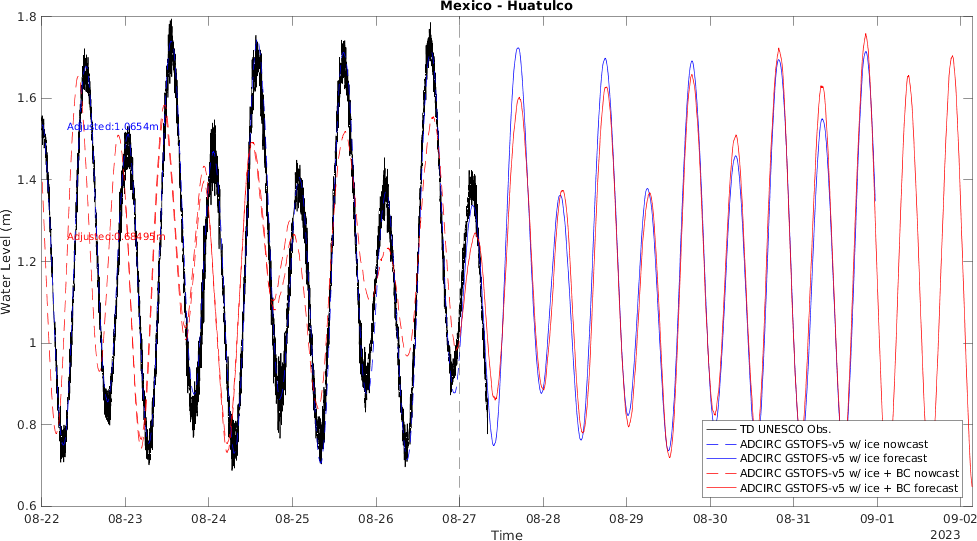 Mexico - Huatulco
1.8
1.6
1.4
1.2
1
0.8
0.6
Water Level (m)
Adjusted:1.0654m
Adjusted:0.68495m
TD UNESCO Obs.
ADCIRC GSTOFS-v5 w/ ice nowcast
ADCIRC GSTOFS-v5 w/ ice forecast
ADCIRC GSTOFS-v5 w/ ice + BC nowcast
ADCIRC GSTOFS-v5 w/ ice + BC forecast
08-22 08-23 08-24 08-25 08-26 08-27 08-28 08-29 08-30 08-31 09-01 09-02
Time
2023